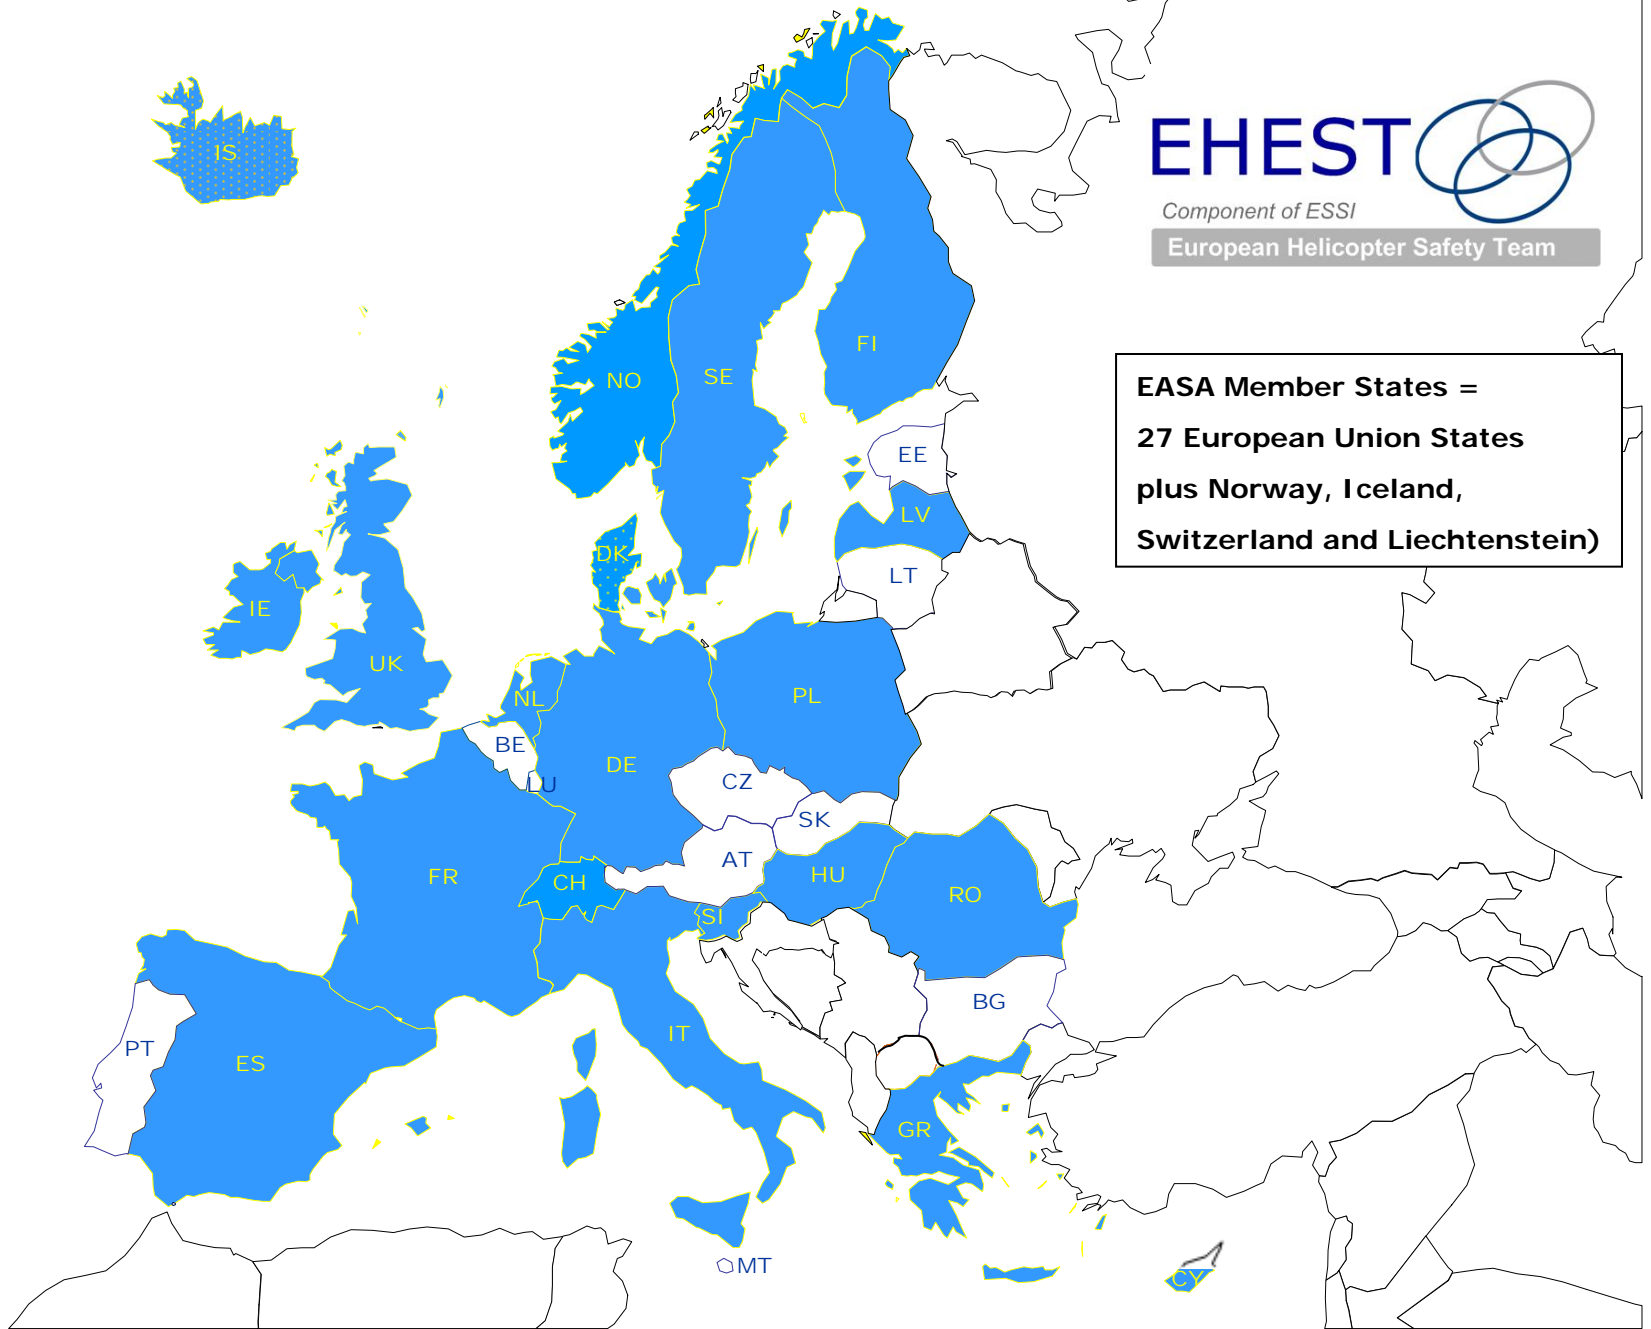 EHEST
Component of ESSI
European Helicopter Safety Team
IS
EASA Member States =
27 European Union States
plus Norway, Iceland,
Switzerland and Liechtenstein)
FI
SE
NO
EE
LV
DK
LT
IE
UK
NL
PL
BE
DE
CZ
LU
SK
AT
FR
CH
HU
RO
SI
BG
IT
PT
ES
GR
MT
CY